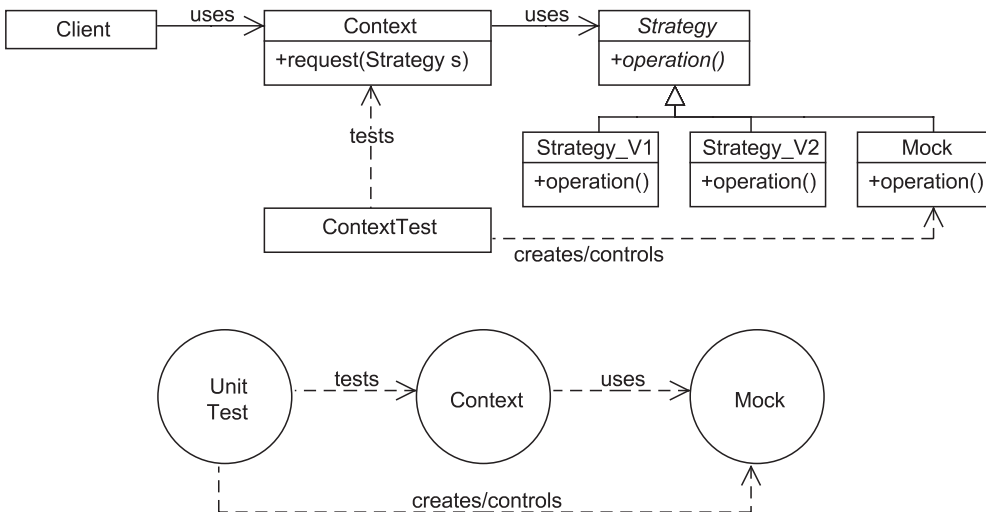 Client
uses
Context
+request(Strategy s)
uses
Strategy
+operation()
tests
Strategy_V1
+operation()
Strategy_V2
+operation()
Mock
+operation()
ContextTest
creates/controls
Unit
Test
tests
Context
uses
Mock
creates/controls